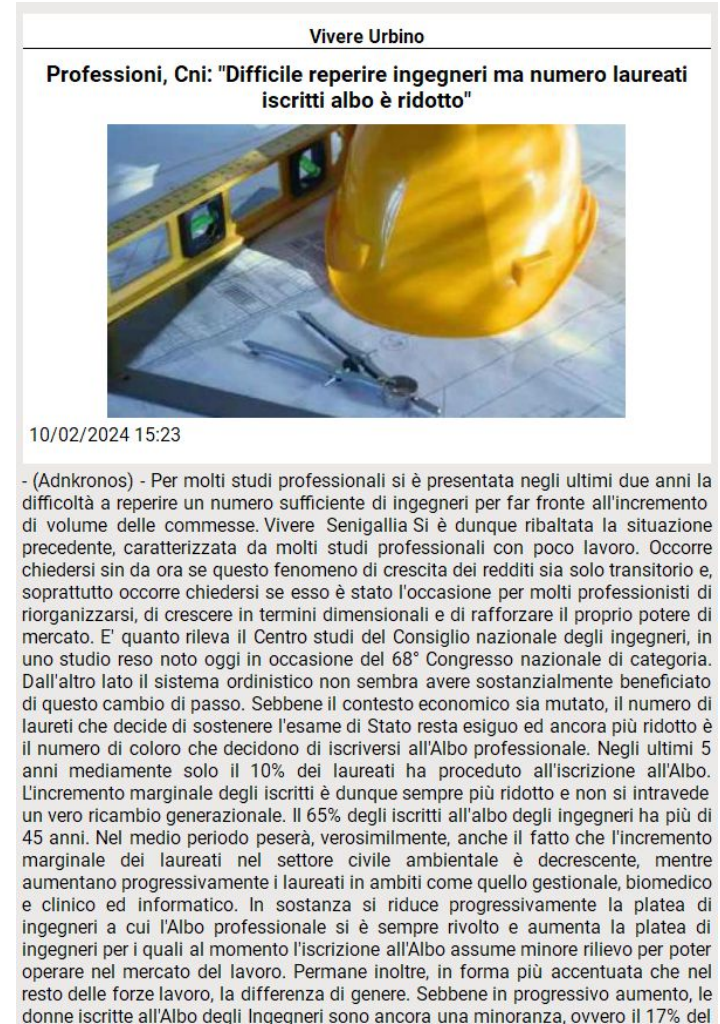 Vivere Urbino
Professioni, Cni: "Difficile reperire ingegneri ma numero laureati
iscritti albo è ridotto"
10/02/2024 15:23
- (Adnkronos) - Per molti studi professionali si è presentata negli ultimi due anni la
difficoltà a reperire un numero sufficiente di ingegneri per far fronte all'incremento
di volume delle commesse. Vivere Senigallia Si è dunque ribaltata la situazione
precedente, caratterizzata da molti studi professionali con poco lavoro. Occorre
chiedersi sin da ora se questo fenomeno di crescita dei redditi sia solo transitorio e,
soprattutto occorre chiedersi se esso è stato l'occasione per molti professionisti di
riorganizzarsi, di crescere in termini dimensionali e di rafforzare il proprio potere di
mercato. E' quanto rileva il Centro studi del Consiglio nazionale degli ingegneri, in
uno studio reso noto oggi in occasione del 68° Congresso nazionale di categoria.
Dall'altro lato il sistema ordinistico non sembra avere sostanzialmente beneficiato
di questo cambio di passo. Sebbene il contesto economico sia mutato, il numero di
laureti che decide di sostenere l'esame di Stato resta esiguo ed ancora più ridotto è
il numero di coloro che decidono di iscriversi all'Albo professionale. Negli ultimi 5
anni mediamente solo il 10% dei laureati ha proceduto all'iscrizione all'Albo.
L'incremento marginale degli iscritti è dunque sempre più ridotto e non si intravede
un vero ricambio generazionale. Il 65% degli iscritti all'albo degli ingegneri ha più di
45 anni. Nel medio periodo peserà, verosimilmente, anche il fatto che l'incremento
marginale dei laureati nel settore civile ambientale è decrescente, mentre
aumentano progressivamente i laureati in ambiti come quello gestionale, biomedico
e clinico ed informatico. In sostanza si riduce progressivamente la platea di
ingegneri a cui l'Albo professionale si è sempre rivolto e aumenta la platea di
ingegneri per i quali al momento l'iscrizione all'Albo assume minore rilievo per poter
operare nel mercato del lavoro. Permane inoltre, in forma più accentuata che nel
resto delle forze lavoro, la differenza di genere. Sebbene in progressivo aumento, le
donne iscritte all'Albo degli Ingegneri sono ancora una minoranza, ovvero il 17% del